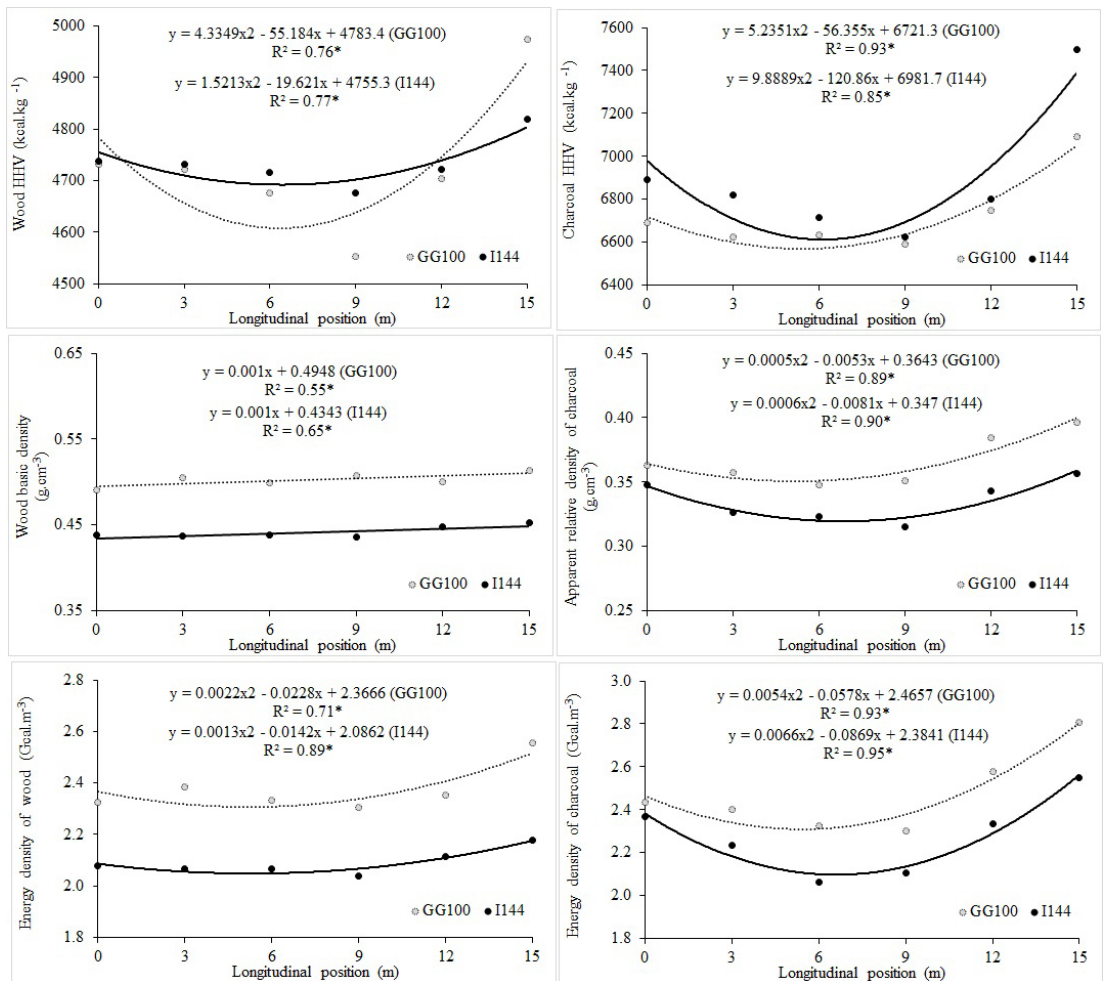 5000
4900
4800
4700
4600
4500
Wood HHV (kcal.kg -1)
y = 4.3349x2 - 55.184x + 4783.4 (GG100)
R² = 0.76*
y = 1.5213x2 - 19.621x + 4755.3 (I144)
R² = 0.77*
GG100 I144
0 3 6 9 12 15
Longitudinal position (m)
7600
7400
7200
7000
6800
6600
6400
Charcoal HHV (kcal.kg -1)
y = 5.2351x2 - 56.355x + 6721.3 (GG100)
R² = 0.93*
y = 9.8889x2 - 120.86x + 6981.7 (I144)
R² = 0.85*
GG100 I144
0 3 6 9 12 15
Longitudinal position (m)
0.65
0.55
0.45
0.35
Wood basic density
(g.cm-3)
y = 0.001x + 0.4948 (GG100)
R² = 0.55*
y = 0.001x + 0.4343 (I144)
R² = 0.65*
GG100 I144
0 3 6 9 12 15
Longitudinal position (m)
0.45
0.40
0.35
0.30
0.25
Apparent relative density of charcoal
(g.cm-3)
y = 0.0005x2 - 0.0053x + 0.3643 (GG100)
R² = 0.89*
y = 0.0006x2 - 0.0081x + 0.347 (I144)
R² = 0.90*
GG100 I144
0 3 6 9 12 15
Longitudinal position (m)
2.8
2.6
2.4
2.2
2.0
1.8
Energy density of wood (Gcal.m-3)
y = 0.0022x2 - 0.0228x + 2.3666 (GG100)
R² = 0.71*
y = 0.0013x2 - 0.0142x + 2.0862 (I144)
R² = 0.89*
GG100 I144
0 3 6 9 12 15
Longitudinal position (m)
3.0
2.8
2.6
2.4
2.2
2.0
1.8
Energy density of charcoal (Gcal.m-3)
y = 0.0054x2 - 0.0578x + 2.4657 (GG100)
R² = 0.93*
y = 0.0066x2 - 0.0869x + 2.3841 (I144)
R² = 0.95*
GG100 I144
0 3 6 9 12 15
Longitudinal position (m)